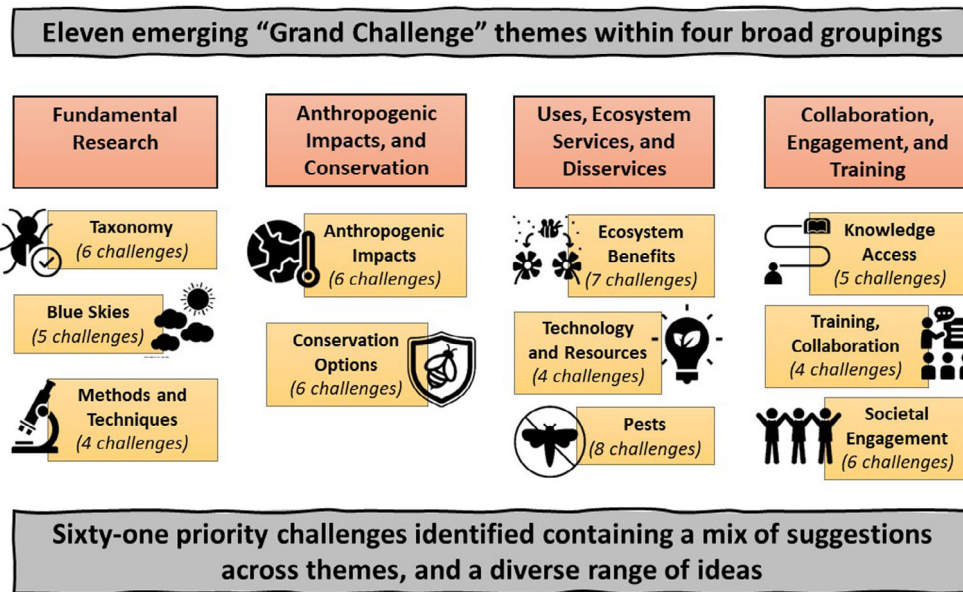 Eleven emerging “Grand Challenge” themes within four broad groupings
Fundamental
Research
Taxonomy
(6 challenges)
Blue Skies
(5 challenges)
Methods and
Techniques
(4 challenges)
Anthropogenic
Impacts, and
Conservation
Anthropogenic
Impacts
(6 challenges)
Conservation
Options
(6 challenges)
Uses, Ecosystem
Services, and
Disservices
Ecosystem
Benefits
(7 challenges)
Technology
and Resources
(4 challenges)
Pests
(8 challenges)
Collaboration,
Engagement, and
Training
Knowledge
Access
(5 challenges)
Training,
Collaboration
(4 challenges)
Societal
Engagement
(6 challenges)
Sixty-one priority challenges identified containing a mix of suggestions
across themes, and a diverse range of ideas